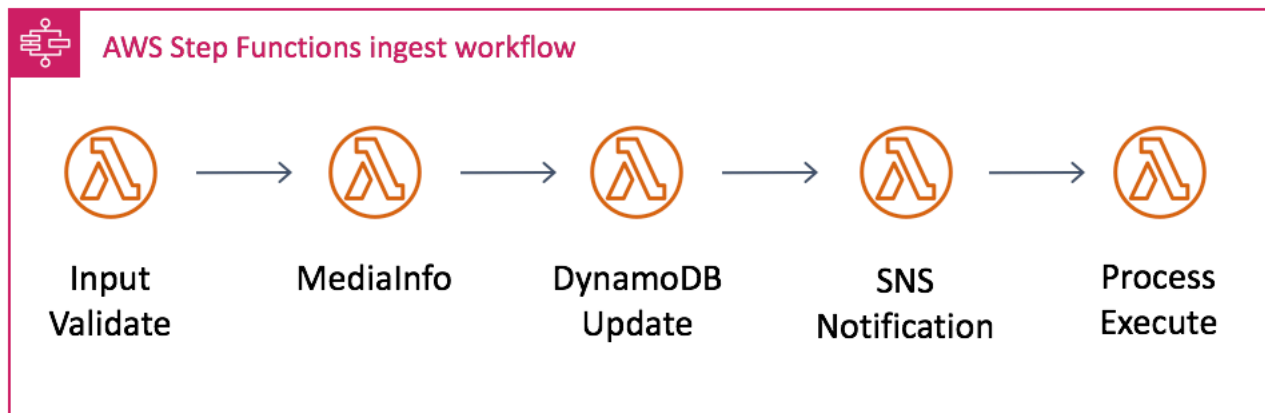 AWS Step Functions ingest workflow
Input
Validate
MediaInfo
DynamoDB
Update
SNS
Notification
Process
Execute